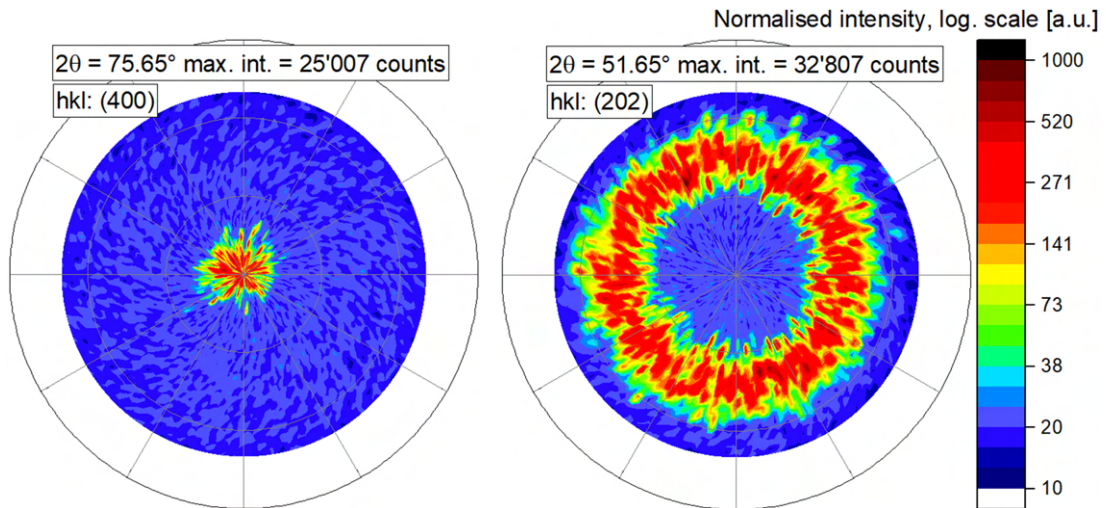 Normalised intensity, log. scale [a.u.]
2θ = 75.65° max. int. = 25'007 counts
hkl: (400)
2θ = 51.65° max. int. = 32'807 counts
hkl: (202)
1000
520
271
141
73
38
20
10